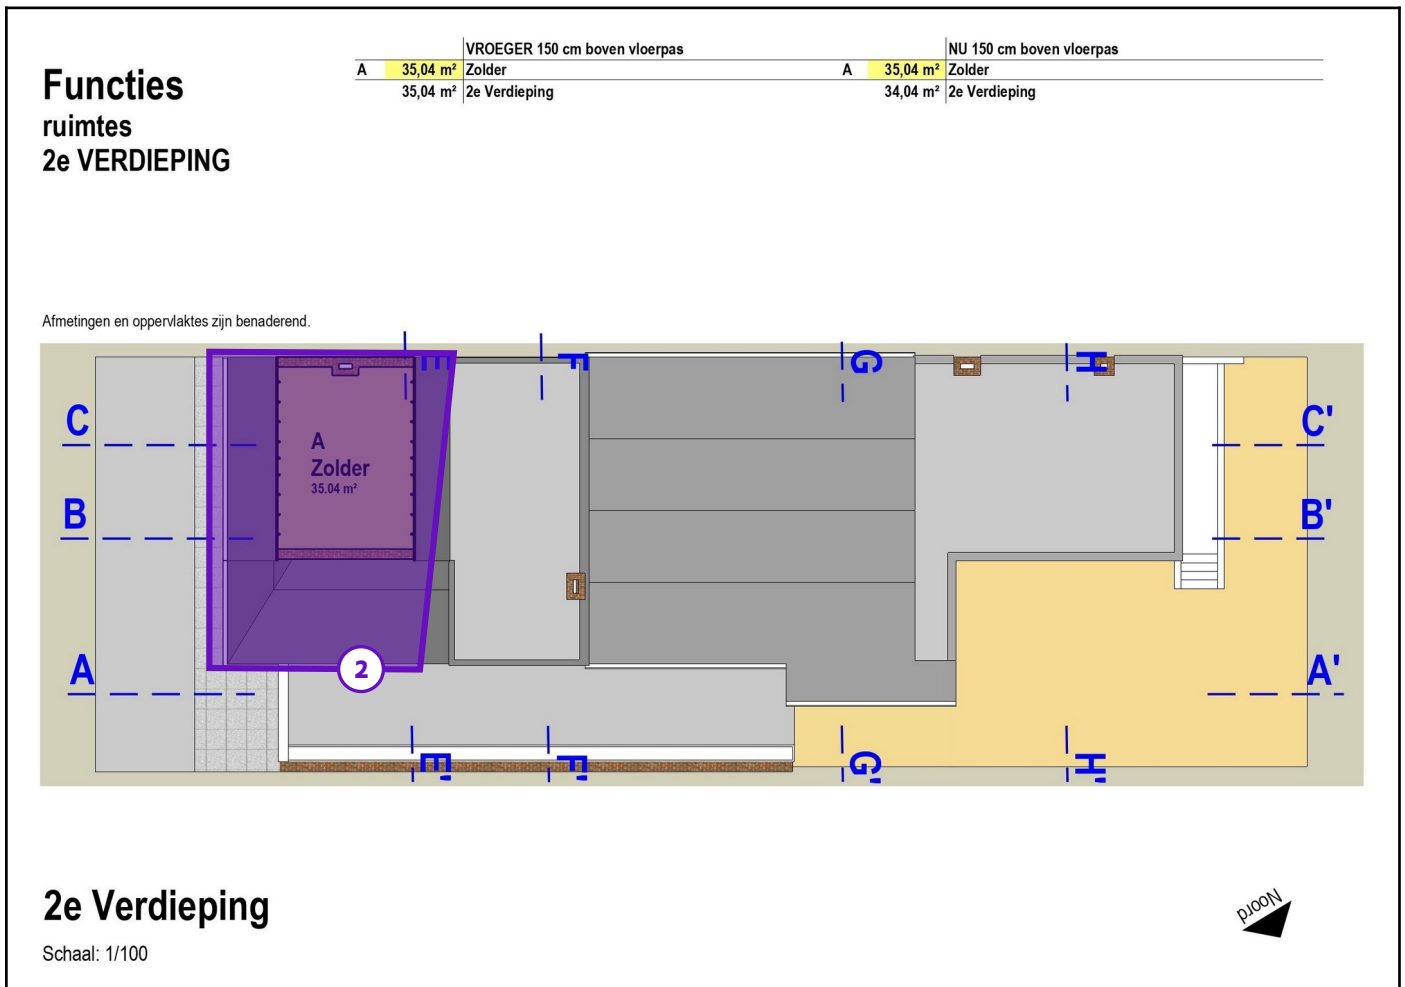 Functies
ruimtes
2e VERDIEPING
VROEGER 150 cm boven vloerpas
A 35,04 m² Zolder
35,04 m² 2e Verdieping
NU 150 cm boven vloerpas
A 35,04 m² Zolder
34,04 m² 2e Verdieping
Afmetingen en oppervlaktes zijn benaderend.
E F G H
C C'
A
Zolder
35.04 m²
B B'
2
A A'
E' F' G' H'
2e Verdieping
Schaal: 1/100
Noord